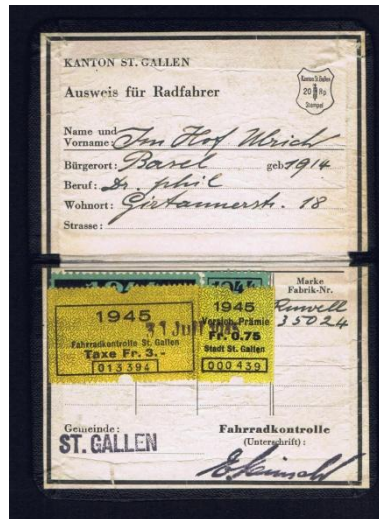 KANTON ST. GALLEN
Ausweis für Radfahrer
Kanton St. Gallen
20 Rp
Stempel
Name und
Vorname: Im Hof Ulrich
Bürgerort: Basel geb 1914
Beruf: Dr. phil
Wohnort: Girtannerstr. 18
Strasse:
1944
1945
31 Juli 1945
Fahrradkontrolle St. Gallen
Taxe Fr. 3.-
013394
1945
Versich.-Prämie
Fr. 0.75
Stadt St. Gallen
000439
Marke
Fabrik-Nr.
35024
Gemeinde:
ST. GALLEN
Fahrradkontrolle
(Unterschrift):